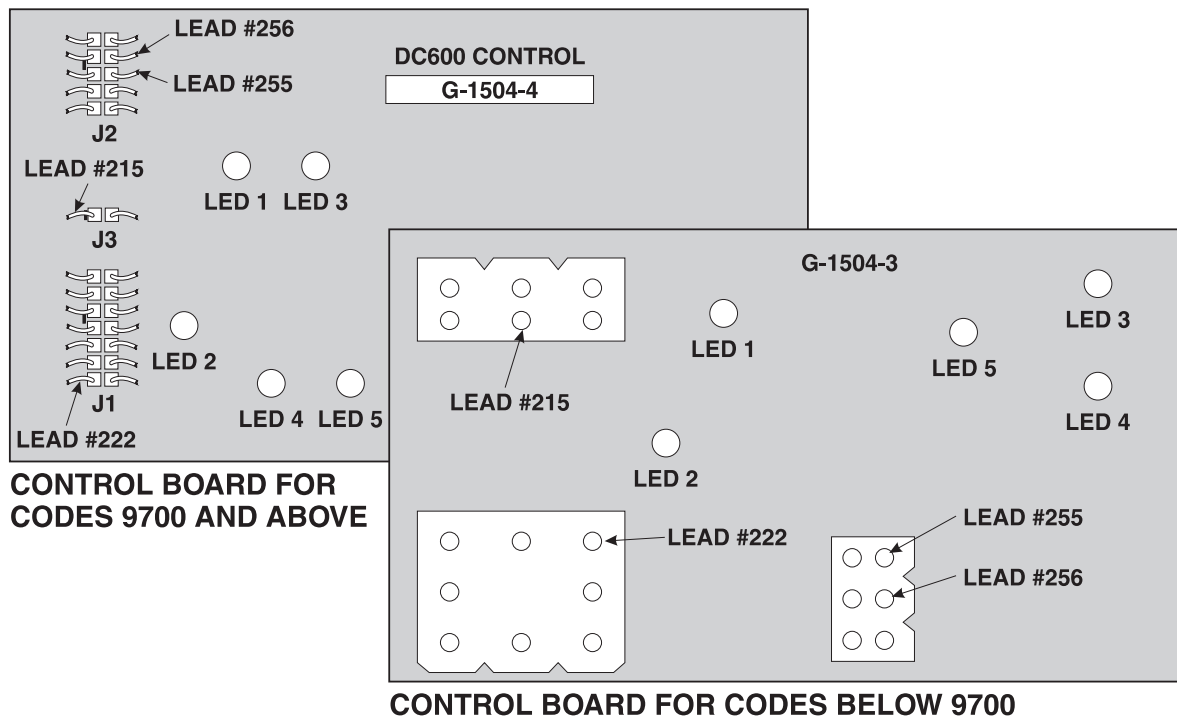 LEAD #256
DC600 CONTROL
LEAD #255
G-1504-4
J2
LEAD #215
LED 1
LED 3
J3
LED 2
J1
LED 4
LED 5
LEAD #222
CONTROL BOARD FOR
CODES 9700 AND ABOVE
G-1504-3
LED 3
LED 1
LED 5
LEAD #215
LED 4
LED 2
LEAD #255
LEAD #222
LEAD #256
CONTROL BOARD FOR CODES BELOW 9700